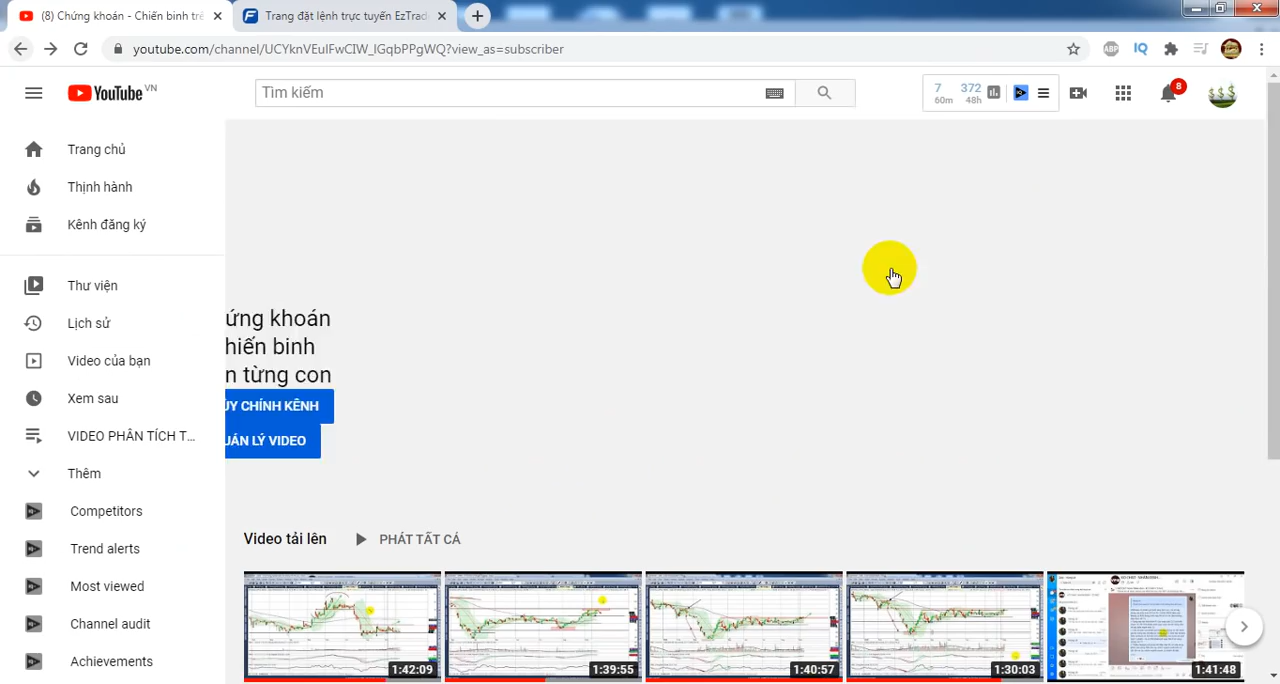 (8) Chứng khoán - Chiến binh trê
Trang đặt lệnh trực tuyến EzTrad
youtube.com/channel/UCYknVEuIFwCIW_lGqbPPgWQ?view_as=subscriber
ABP
IQ
YouTube VN
Tìm kiếm
7 372
60m 48h
8
$ $ $
Trang chủ
Thịnh hành
Kênh đăng ký
Thư viện
Lịch sử
Video của bạn
Xem sau
VIDEO PHÂN TÍCH T...
Thêm
Competitors
Trend alerts
Most viewed
Channel audit
Achievements
ứng khoán
hiến binh
n từng con
ÙY CHỈNH KÊNH
UẢN LÝ VIDEO
Video tải lên
PHÁT TẤT CẢ
1:42:09
1:39:55
1:40:57
1:30:03
1:41:48